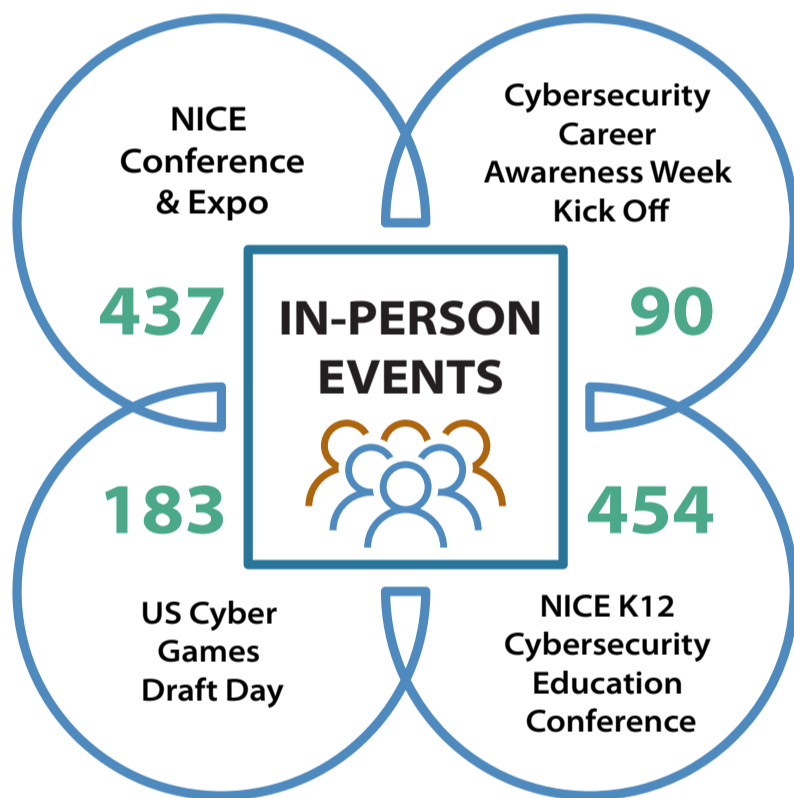 NICE
Conference
& Expo
437
Cybersecurity
Career
Awareness Week
Kick Off
90
IN-PERSON
EVENTS
183
US Cyber
Games
Draft Day
454
NICE K12
Cybersecurity
Education
Conference